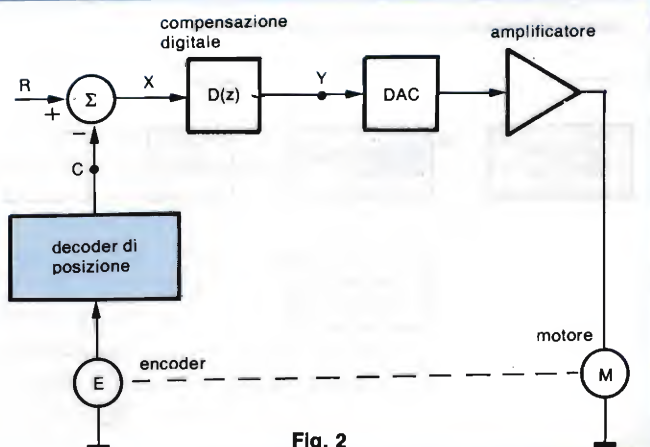 compensazione
digitale
amplificatore
R
+
Σ
X
D(z)
Y
DAC
−
C
decoder di
posizione
encoder
E
motore
M
Fig. 2